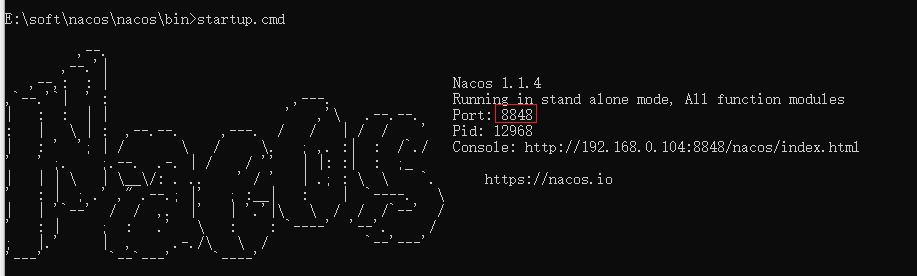 E:\soft\nacos\nacos\bin>startup.cmd
Nacos 1.1.4
Running in stand alone mode, All function modules
Port: 8848
Pid: 12968
Console: http://192.168.0.104:8848/nacos/index.html
https://nacos.io